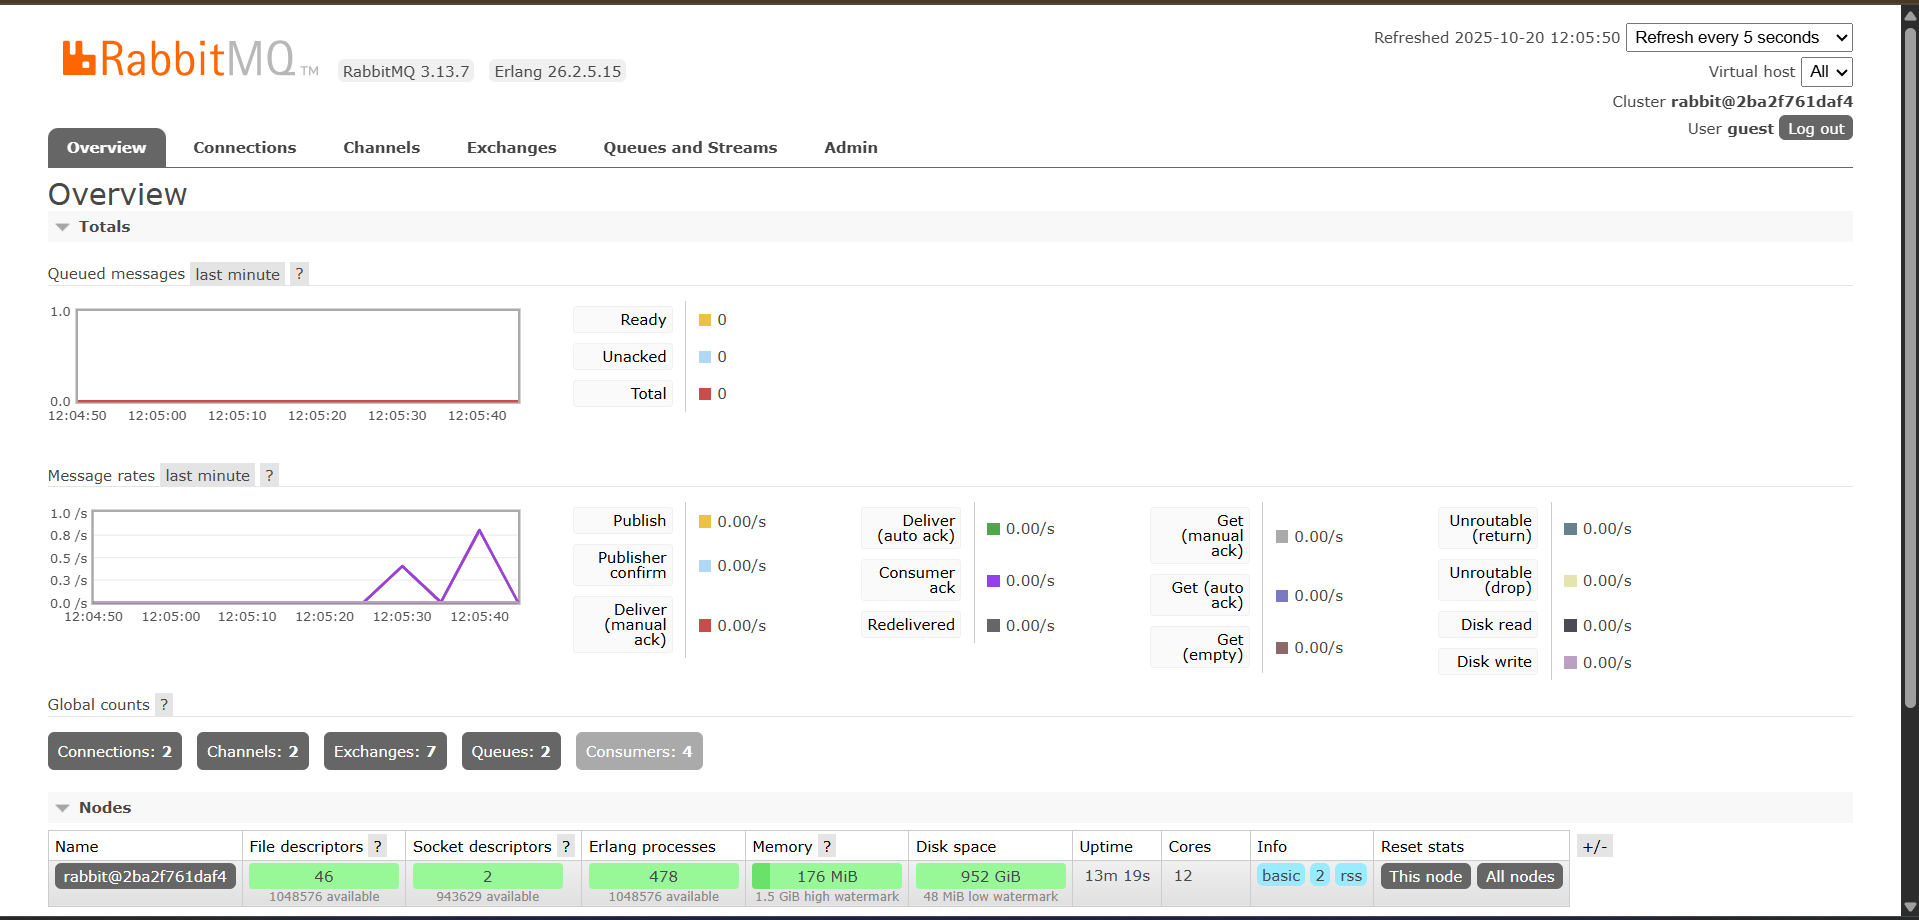 RabbitMQ TM RabbitMQ 3.13.7 Erlang 26.2.5.15
Refreshed 2025-10-20 12:05:50 Refresh every 5 seconds
Virtual host All
Cluster rabbit@2ba2f761daf4
User guest Log out
Overview Connections Channels Exchanges Queues and Streams Admin
Overview
Totals
Queued messages last minute ?
1.0
0.0
12:04:50 12:05:00 12:05:10 12:05:20 12:05:30 12:05:40
Ready 0
Unacked 0
Total 0
Message rates last minute ?
1.0 /s
0.8 /s
0.5 /s
0.3 /s
0.0 /s
12:04:50 12:05:00 12:05:10 12:05:20 12:05:30 12:05:40
Publish 0.00/s
Publisher
confirm 0.00/s
Deliver
(manual 0.00/s
ack)
Deliver
(auto ack) 0.00/s
Consumer
ack 0.00/s
Redelivered 0.00/s
Get
(manual 0.00/s
ack)
Get (auto
ack) 0.00/s
Get
(empty) 0.00/s
Unroutable
(return) 0.00/s
Unroutable
(drop) 0.00/s
Disk read 0.00/s
Disk write 0.00/s
Global counts ?
Connections: 2 Channels: 2 Exchanges: 7 Queues: 2 Consumers: 4
Nodes
Name File descriptors ? Socket descriptors ? Erlang processes Memory ? Disk space Uptime Cores Info Reset stats +/-
rabbit@2ba2f761daf4 46 2 478 176 MiB 952 GiB 13m 19s 12 basic 2 rss This node All nodes
1048576 available 943629 available 1048576 available 1.5 GiB high watermark 48 MiB low watermark